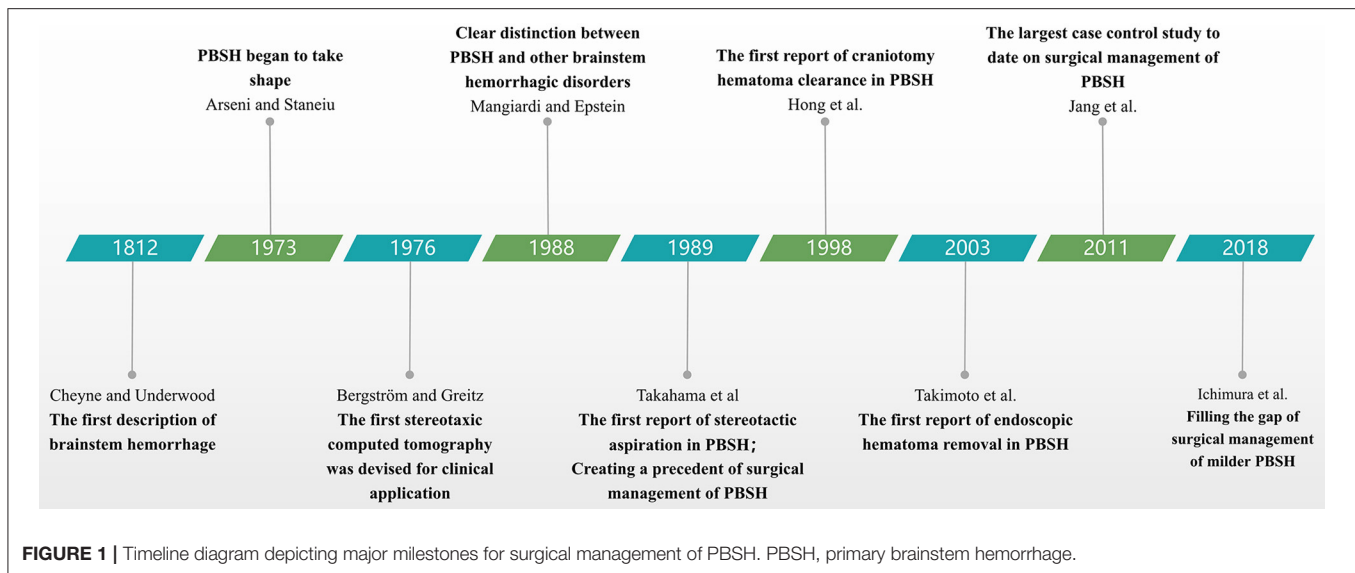 PBSH began to take
shape
Arseni and Staneiu
Clear distinction between
PBSH and other brainstem
hemorrhagic disorders
Mangiardi and Epstein
The first report of craniotomy
hematoma clearance in PBSH
Hong et al.
The largest case control study to
date on surgical management of
PBSH
Jang et al.
1812
1973
1976
1988
1989
1998
2003
2011
2018
Cheyne and Underwood
The first description of
brainstem hemorrhage
Bergström and Greitz
The first stereotaxic
computed tomography
was devised for clinical
application
Takahama et al
The first report of stereotactic
aspiration in PBSH;
Creating a precedent of surgical
management of PBSH
Takimoto et al.
The first report of endoscopic
hematoma removal in PBSH
Ichimura et al.
Filling the gap of
surgical management
of milder PBSH
FIGURE 1 | Timeline diagram depicting major milestones for surgical management of PBSH. PBSH, primary brainstem hemorrhage.